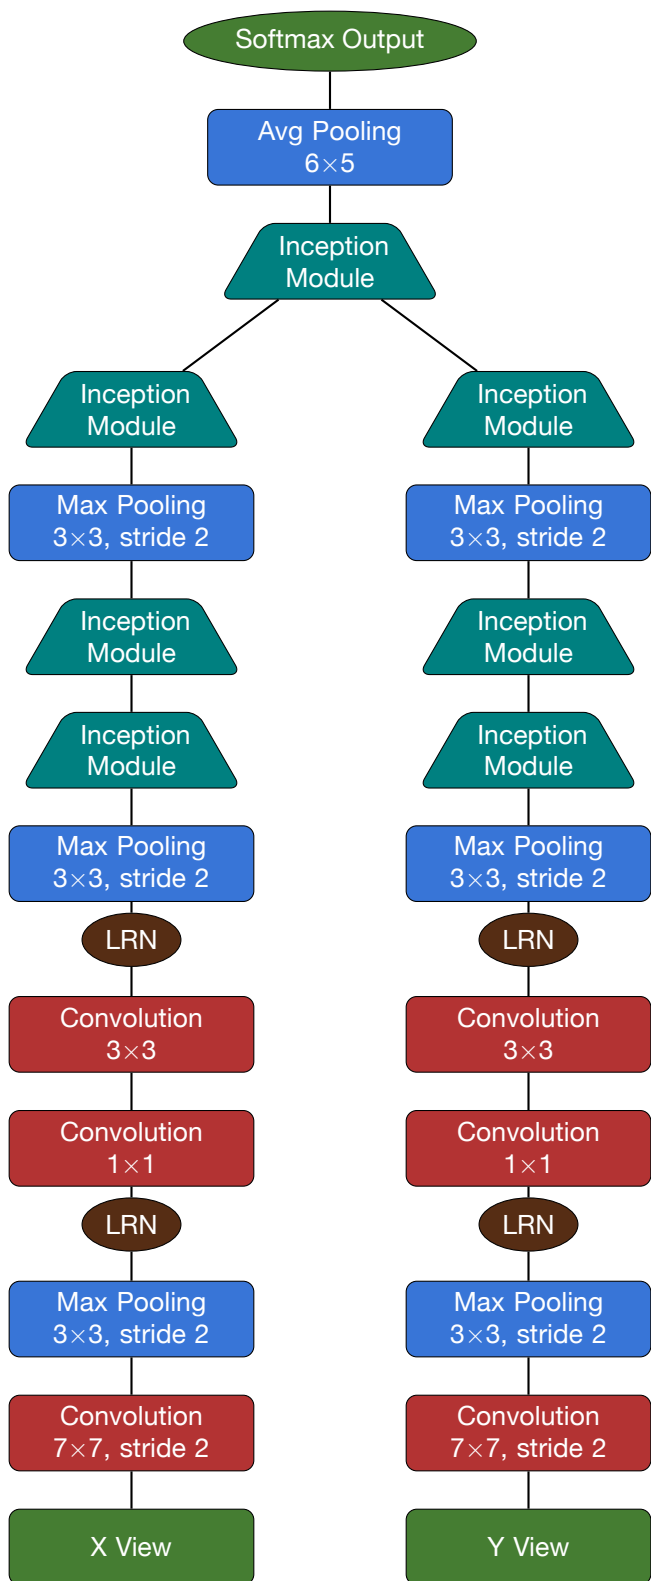 Softmax Output
Avg Pooling
6×5
Inception
Module
Inception
Module
Inception
Module
Max Pooling
3×3, stride 2
Max Pooling
3×3, stride 2
Inception
Module
Inception
Module
Inception
Module
Inception
Module
Max Pooling
3×3, stride 2
Max Pooling
3×3, stride 2
LRN
LRN
Convolution
3×3
Convolution
3×3
Convolution
1×1
Convolution
1×1
LRN
LRN
Max Pooling
3×3, stride 2
Max Pooling
3×3, stride 2
Convolution
7×7, stride 2
Convolution
7×7, stride 2
X View
Y View